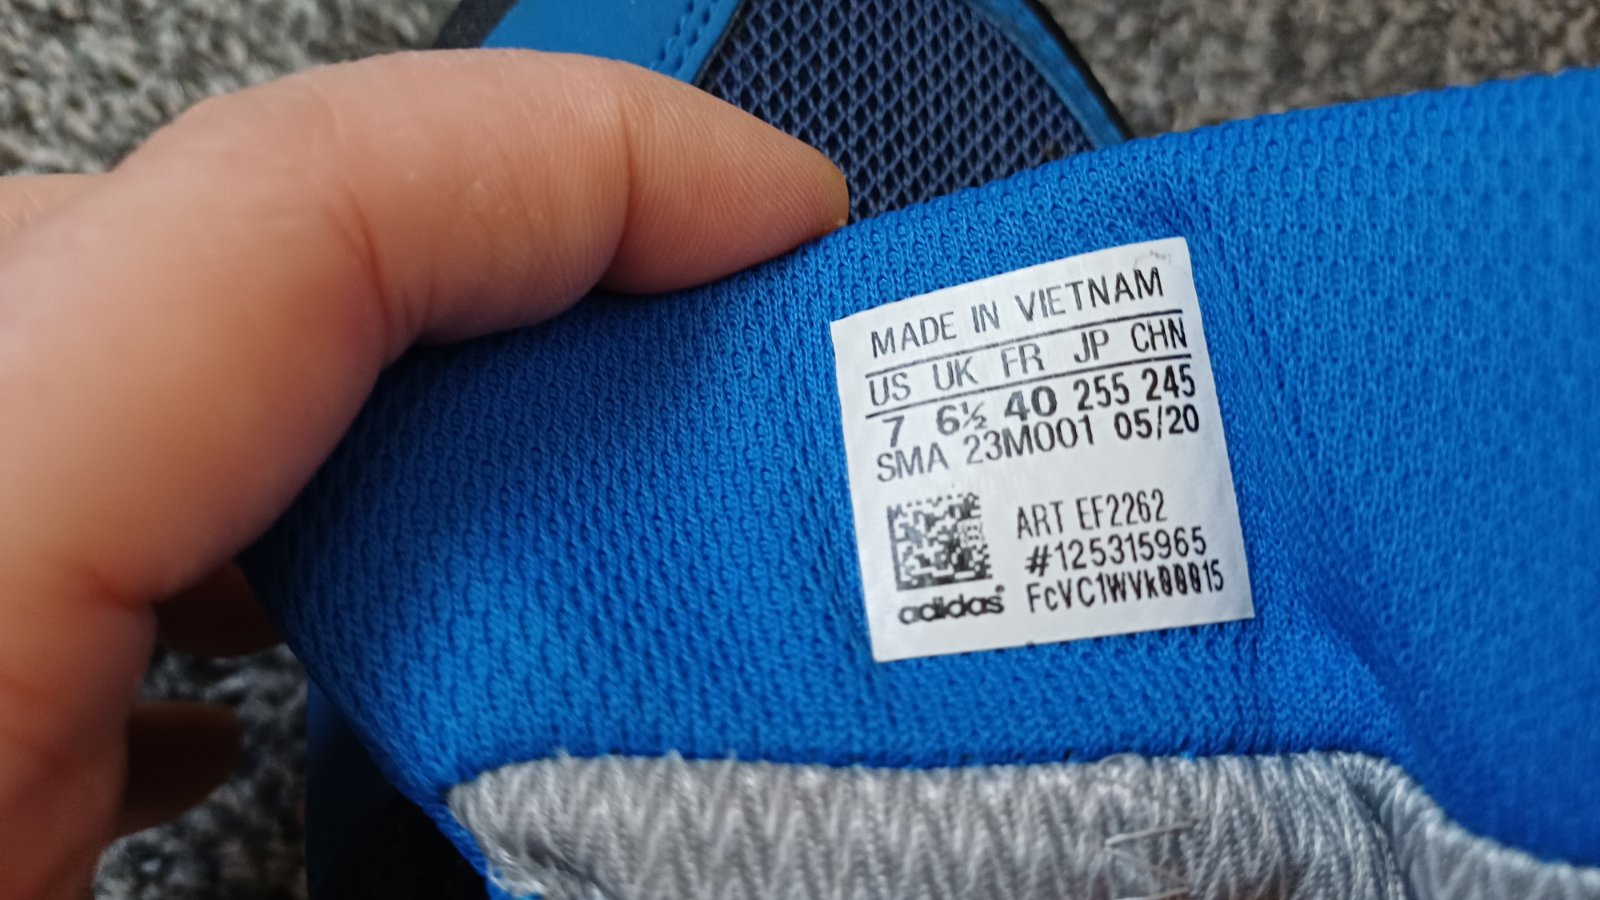 MADE IN VIETNAM
US UK FR JP CHN
7 6½ 40 255 245
SMA 23M001 05/20
ART EF2262
#125315965
adidas® FcVC1WVk00015